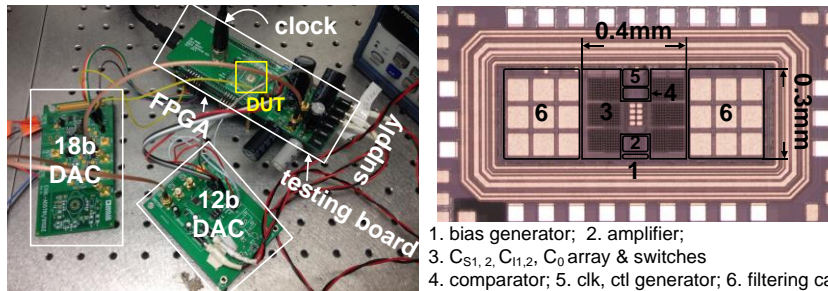 clock
FPGA
DUT
18b
DAC
12b
DAC
supply
testing board
0.4mm
0.3mm
5
4
6
3
6
2
1
1. bias generator; 2. amplifier;
3. CS1, 2, CI1,2, C0 array & switches
4. comparator; 5. clk, ctl generator; 6. filtering ca